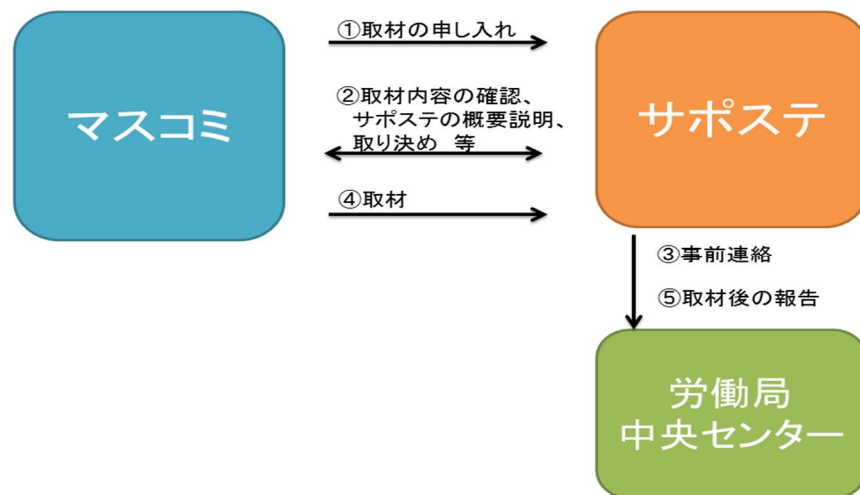 ①取材の申し入れ
マスコミ
サポステ
②取材内容の確認、
サポステの概要説明、
取り決め 等
④取材
③事前連絡
⑤取材後の報告
労働局
中央センター